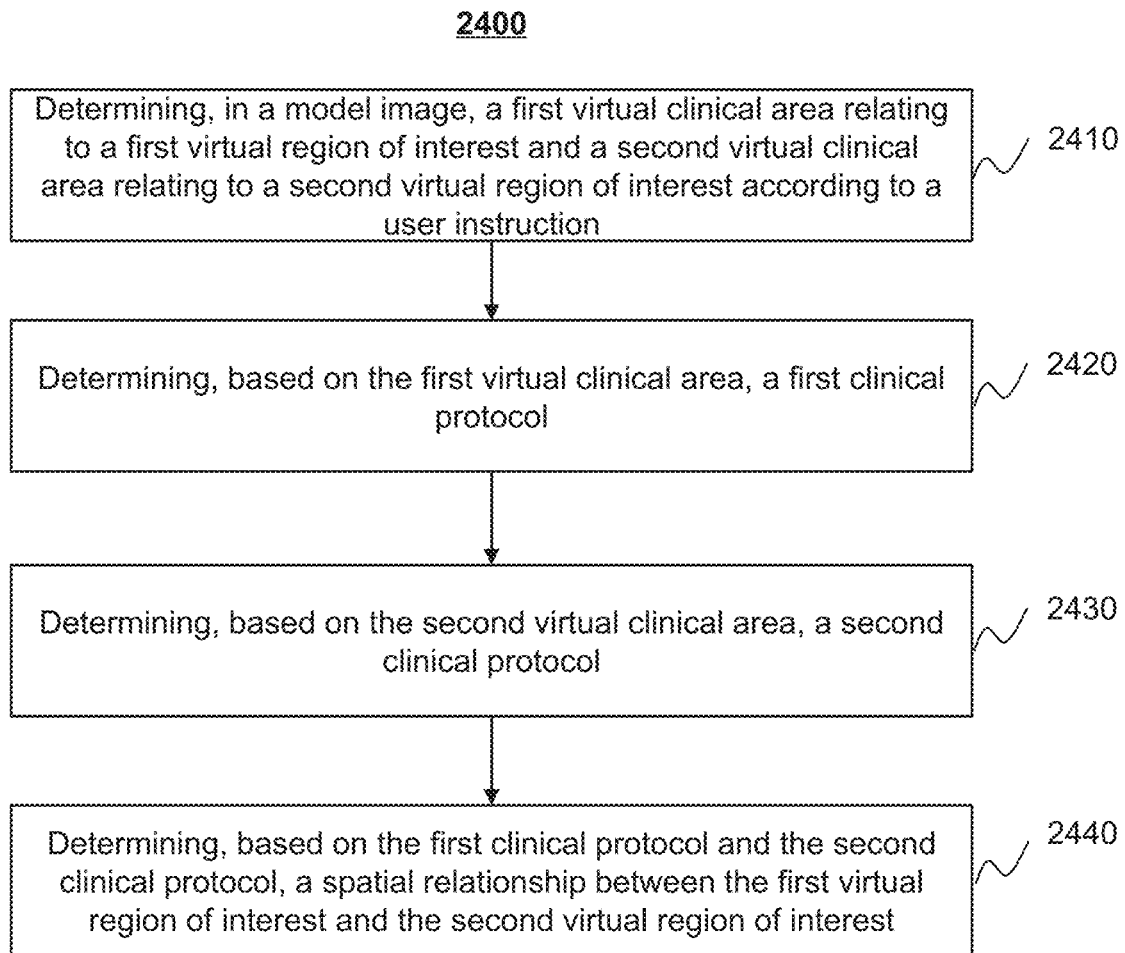 2400
Determining, in a model image, a first virtual clinical area relating
to a first virtual region of interest and a second virtual clinical
area relating to a second virtual region of interest according to a
user instruction
2410
Determining, based on the first virtual clinical area, a first clinical
protocol
2420
Determining, based on the second virtual clinical area, a second
clinical protocol
2430
Determining, based on the first clinical protocol and the second
clinical protocol, a spatial relationship between the first virtual
region of interest and the second virtual region of interest
2440